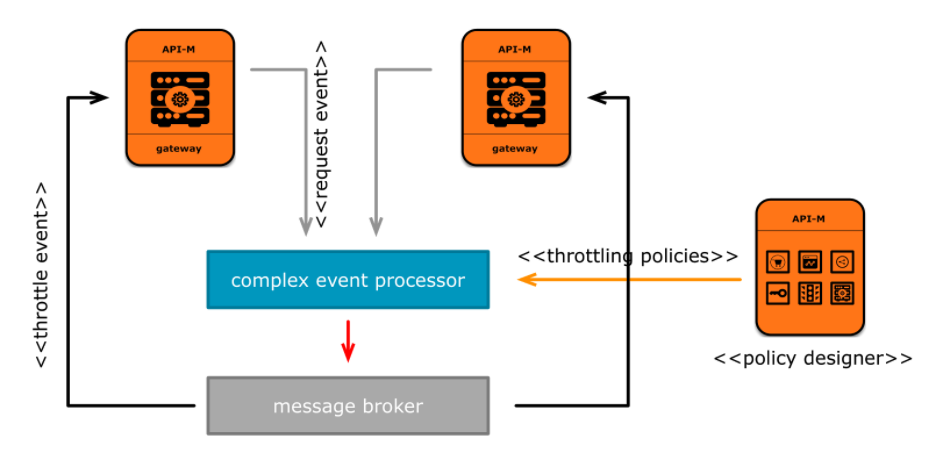 API-M
gateway
<<request event>>
API-M
gateway
<<throttle event>>
complex event processor
<<throttling policies>>
API-M
<<policy designer>>
message broker